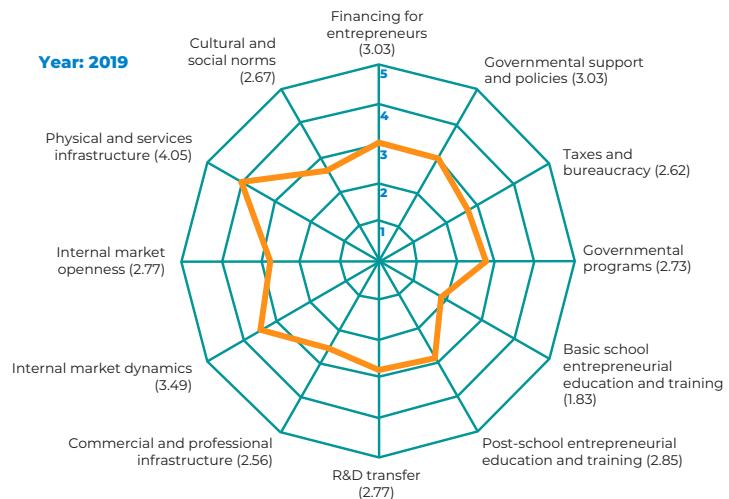 Year: 2019
Financing for
entrepreneurs
(3.03)
Governmental support
and policies (3.03)
Taxes and
bureaucracy (2.62)
Governmental
programs (2.73)
Basic school
entrepreneurial
education and training
(1.83)
Post-school entrepreneurial
education and training (2.85)
R&D transfer
(2.77)
Commercial and professional
infrastructure (2.56)
Internal market dynamics
(3.49)
Internal market
openness (2.77)
Physical and services
infrastructure (4.05)
Cultural and
social norms
(2.67)
5
4
3
2
1